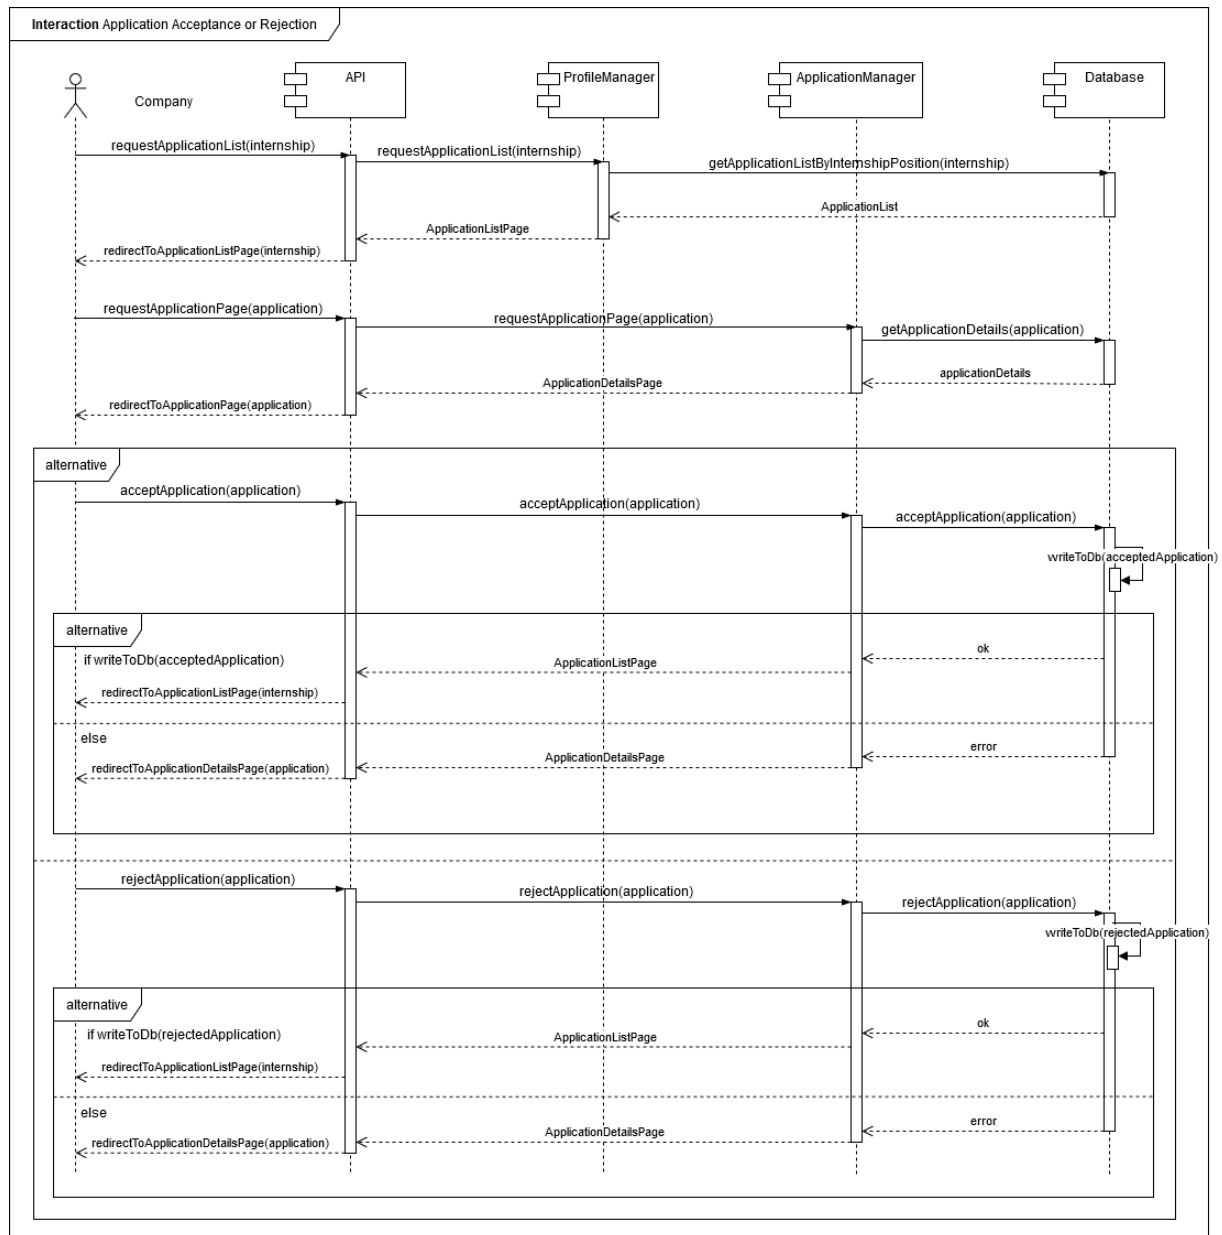 Interaction Application Acceptance or Rejection
Company
API
ProfileManager
ApplicationManager
Database
requestApplicationList(internship)
requestApplicationList(internship)
getApplicationListByInternshipPosition(internship)
ApplicationList
ApplicationListPage
redirectToApplicationListPage(internship)
requestApplicationPage(application)
requestApplicationPage(application)
getApplicationDetails(application)
applicationDetails
ApplicationDetailsPage
redirectToApplicationPage(application)
alternative
acceptApplication(application)
acceptApplication(application)
acceptApplication(application)
writeToDb(acceptedApplication)
alternative
if writeToDb(acceptedApplication)
ok
ApplicationListPage
redirectToApplicationListPage(internship)
else
error
ApplicationDetailsPage
redirectToApplicationDetailsPage(application)
rejectApplication(application)
rejectApplication(application)
rejectApplication(application)
writeToDb(rejectedApplication)
alternative
if writeToDb(rejectedApplication)
ok
ApplicationListPage
redirectToApplicationListPage(internship)
else
error
ApplicationDetailsPage
redirectToApplicationDetailsPage(application)